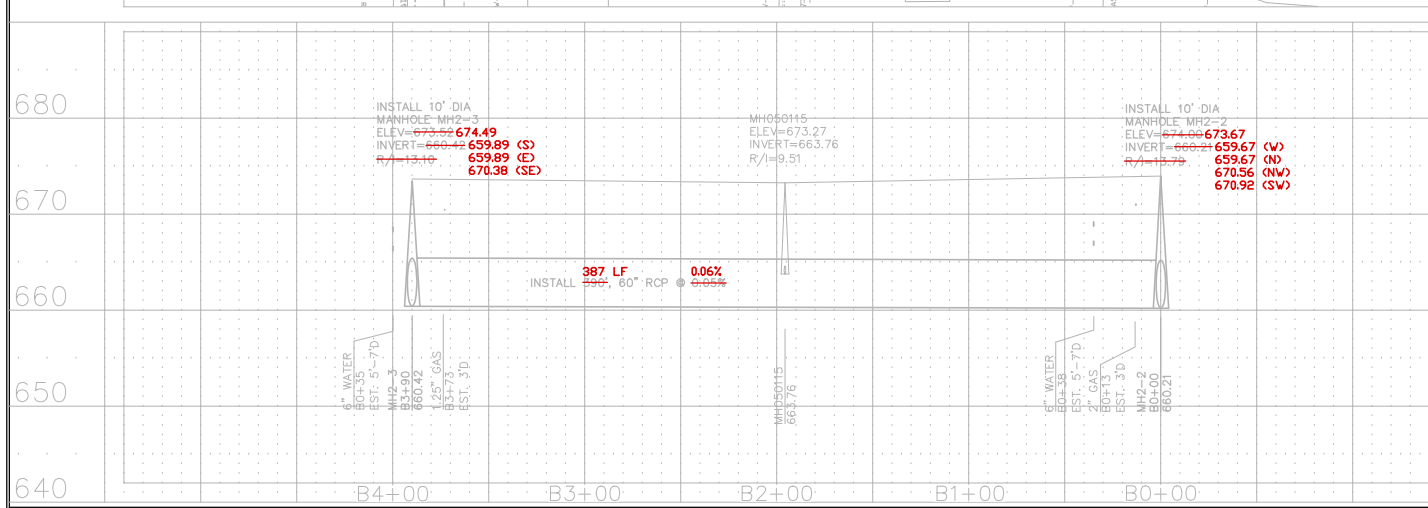 680
670
660
650
640
INSTALL 10' DIA
MANHOLE MH2-3
ELEV=673.52 674.49
INVERT=660.42 659.89 (S)
R/I=13.10 659.89 (E)
670.38 (SE)
MH050115
ELEV=673.27
INVERT=663.76
R/I=9.51
INSTALL 10' DIA
MANHOLE MH2-2
ELEV=674.00 673.67
INVERT=660.21 659.67 (W)
R/I=13.79 659.67 (N)
670.56 (NW)
670.92 (SW)
387 LF 0.06%
INSTALL 390', 60" RCP @ 0.05%
6" WATER
B0+35
EST. 5'-7'D
MH2-3
B3+90
660.42
1.25" GAS
B3+73
EST. 3'D
MH050115
663.76
6" WATER
B0+38
EST. 5'-7'D
2" GAS
B0+13
EST. 3'D
MH2-2
B0+00
660.21
B4+00
B3+00
B2+00
B1+00
B0+00